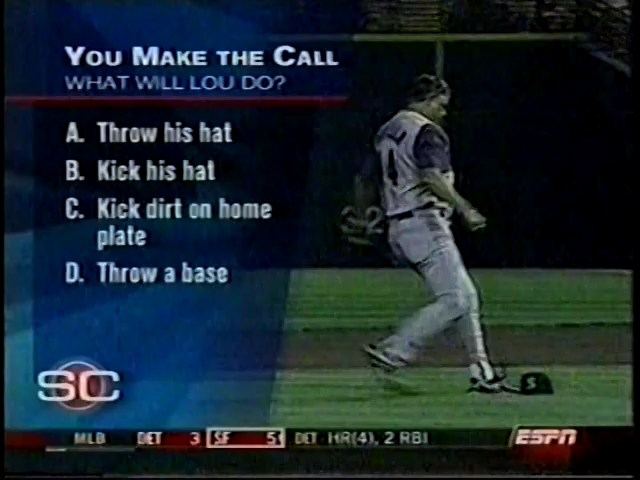 YOU MAKE THE CALL
WHAT WILL LOU DO?
A. Throw his hat
B. Kick his hat
C. Kick dirt on home
plate
D. Throw a base
4
S
SC
MLB DET 3 SF 5 DET HR(4), 2 RBI ESPN